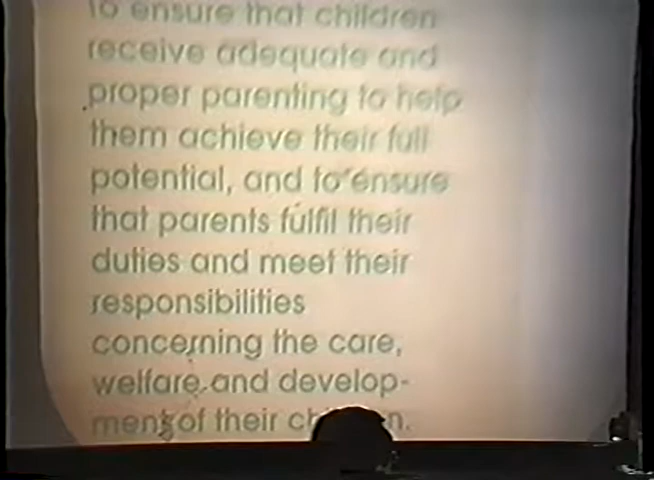 to ensure that children
receive adequate and
proper parenting to help
them achieve their full
potential, and to ensure
that parents fulfil their
duties and meet their
responsibilities
concerning the care,
welfare and develop-
ment of their children.